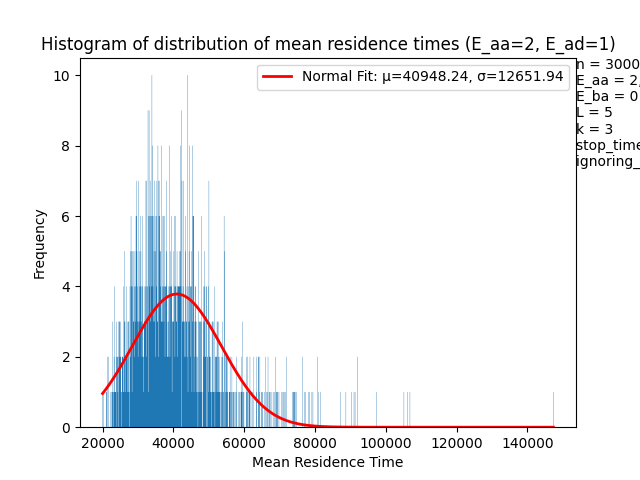 Histogram of distribution of mean residence times (E_aa=2, E_ad=1)
Normal Fit: μ=40948.24, σ=12651.94
n = 3000
E_aa = 2,
E_ba = 0
L = 5
k = 3
stop_time
ignoring_
10
8
6
4
2
0
Frequency
20000 40000 60000 80000 100000 120000 140000
Mean Residence Time